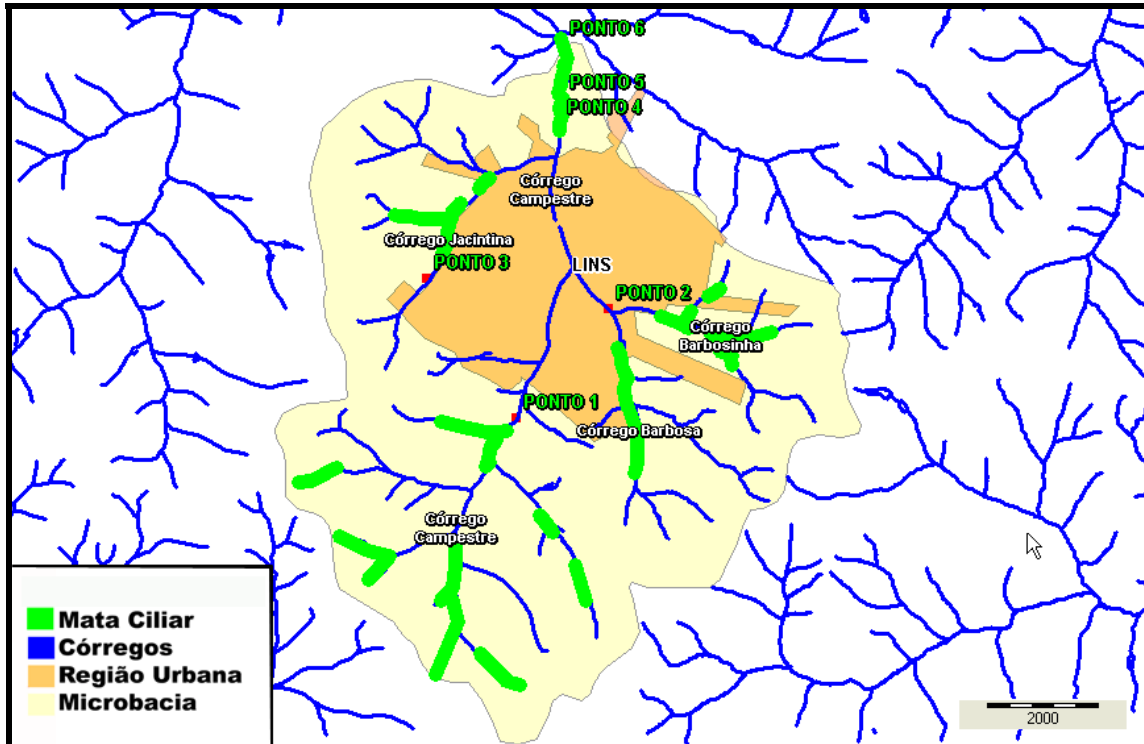 PONTO 6
PONTO 5
PONTO 4
Córrego
Campestre
Córrego Jacintina
PONTO 3
LINS
PONTO 2
Córrego
Barbosinha
PONTO 1
Córrego Barbosa
Córrego
Campestre
Mata Ciliar
Córregos
Região Urbana
Microbacia
2000